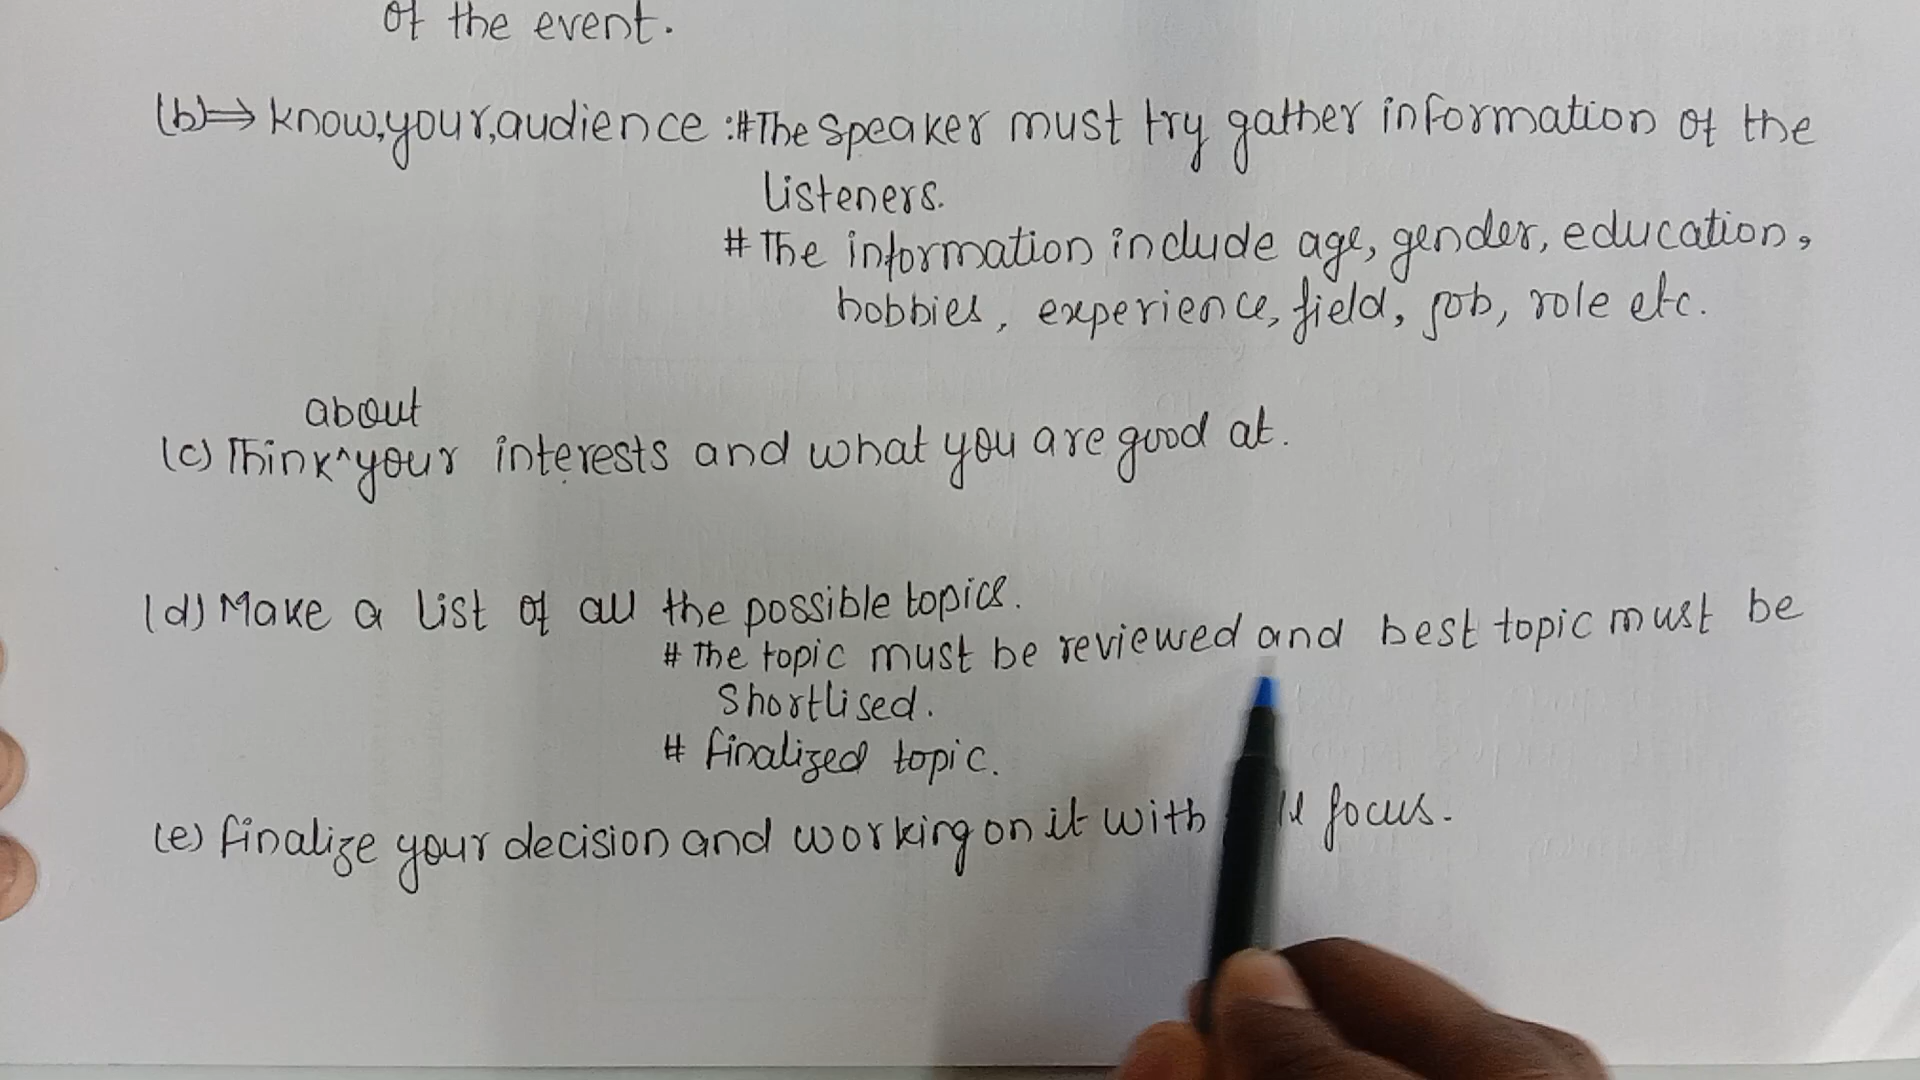 of the event.
(b)⇒ know,your,audience :#The Speaker must try gather information of the
listeners.
# The information include age, gender, education,
hobbies, experience, field, job, role etc.
about
(c) Think^your interests and what you are good at.
(d) Make a list of all the possible topics.
# The topic must be reviewed and best topic must be
Shortlised.
# finalized topic.
(e) finalize your decision and working on it with focus.